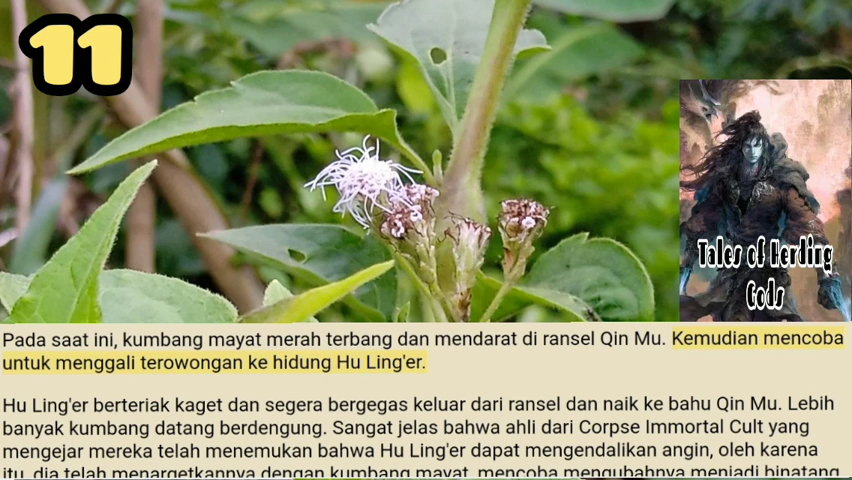 11
Tales of Herding
Gods
Pada saat ini, kumbang mayat merah terbang dan mendarat di ransel Qin Mu. Kemudian mencoba
untuk menggali terowongan ke hidung Hu Ling'er.
Hu Ling'er berteriak kaget dan segera bergegas keluar dari ransel dan naik ke bahu Qin Mu. Lebih
banyak kumbang datang berdengung. Sangat jelas bahwa ahli dari Corpse Immortal Cult yang
mengejar mereka telah menemukan bahwa Hu Ling'er dapat mengendalikan angin, oleh karena
itu, dia telah menargetkannya dengan kumbang mayat, mencoba mengubahnya menjadi binatang